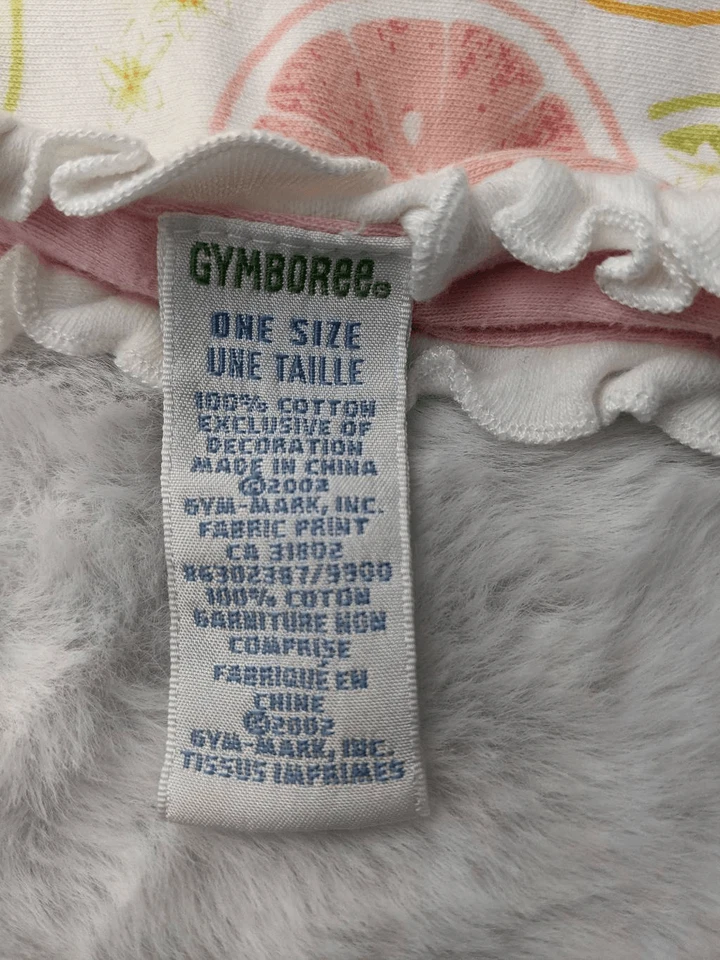 GYMBORee®
ONE SIZE
UNE TAILLE
100% COTTON
EXCLUSIVE OF
DECORATION
MADE IN CHINA
©2002
GYM-MARK, INC.
FABRIC PRINT
CA 31802
86302387/9900
100% COTON
GARNITURE NON
COMPRISE
FABRIQUÉ EN
CHINE
©2002
GYM-MARK, INC.
TISSUS IMPRIMES